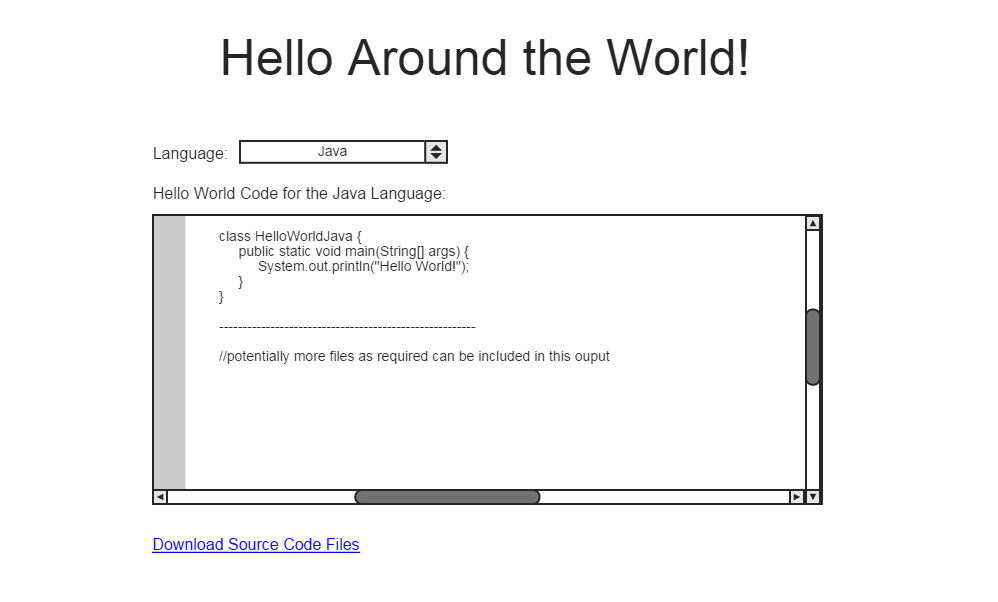 Hello Around the World!
Language: Java
Hello World Code for the Java Language:
class HelloWorldJava {
public static void main(String[] args) {
System.out.println("Hello World!");
}
}
-------------------------------------------------------
//potentially more files as required can be included in this ouput
Download Source Code Files